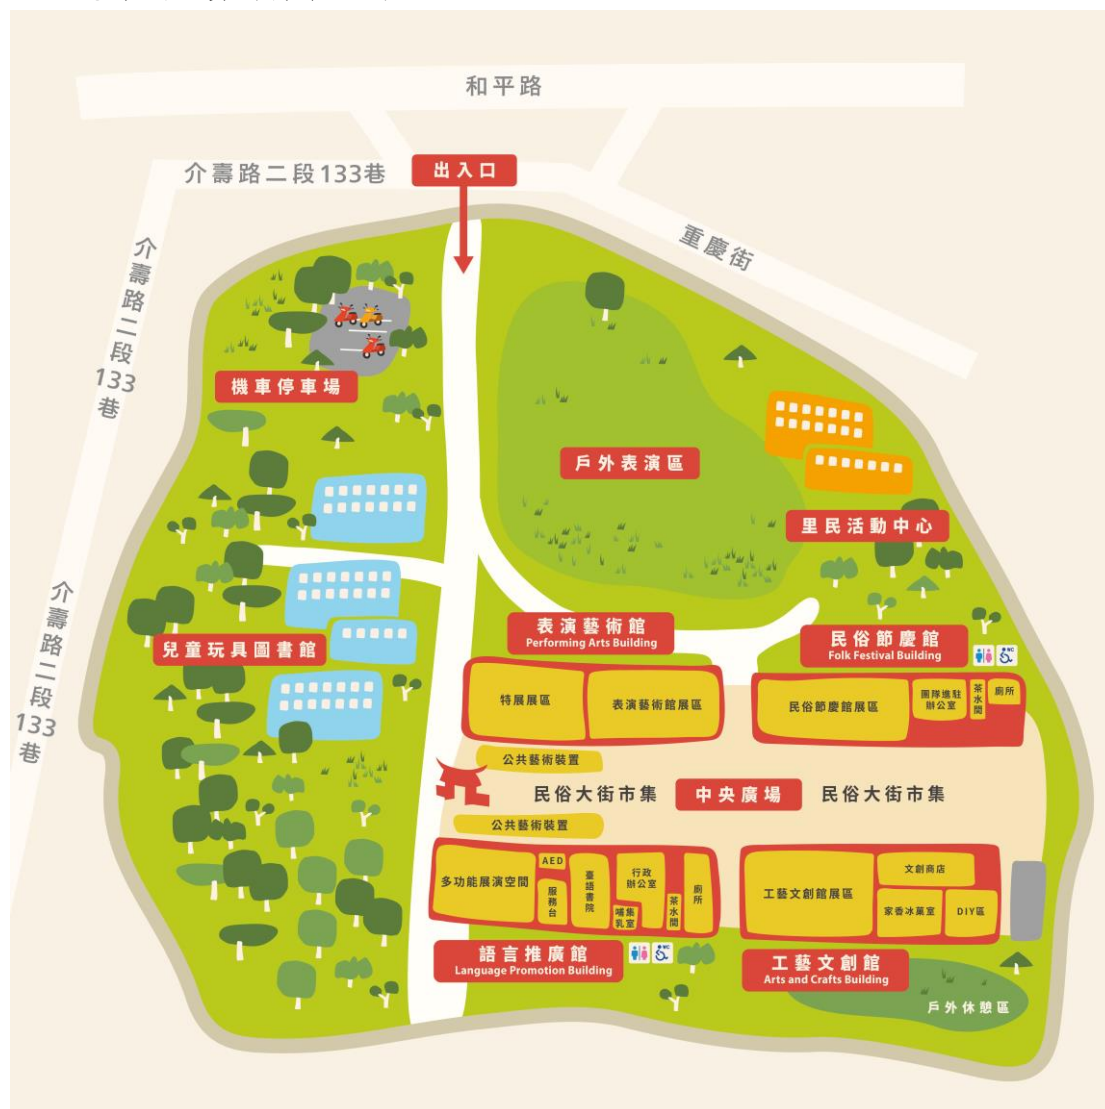 和平路
介壽路二段133巷
出入口
重慶街
介壽路二段133巷
機車停車場
戶外表演區
里民活動中心
介壽路二段133巷
兒童玩具圖書館
表演藝術館
Performing Arts Building
民俗節慶館
Folk Festival Building
WC
特展展區
表演藝術館展區
民俗節慶館展區
團隊進駐
辦公室
茶水間
廁所
公共藝術裝置
民俗大街市集
中央廣場
民俗大街市集
公共藝術裝置
多功能展演空間
AED
服務台
臺語書院
行政
辦公室
哺集
乳室
茶水間
廁所
工藝文創館展區
文創商店
家香冰菓室
DIY區
語言推廣館
Language Promotion Building
WC
工藝文創館
Arts and Crafts Building
戶外休憩區